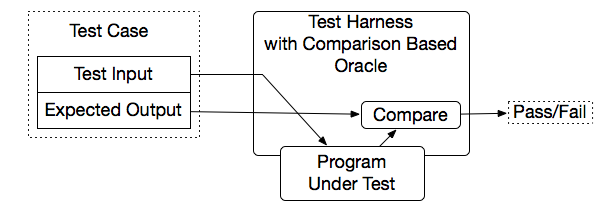 Test Case
Test Input
Expected Output
Test Harness
with Comparison Based
Oracle
Compare
Program
Under Test
Pass/Fail